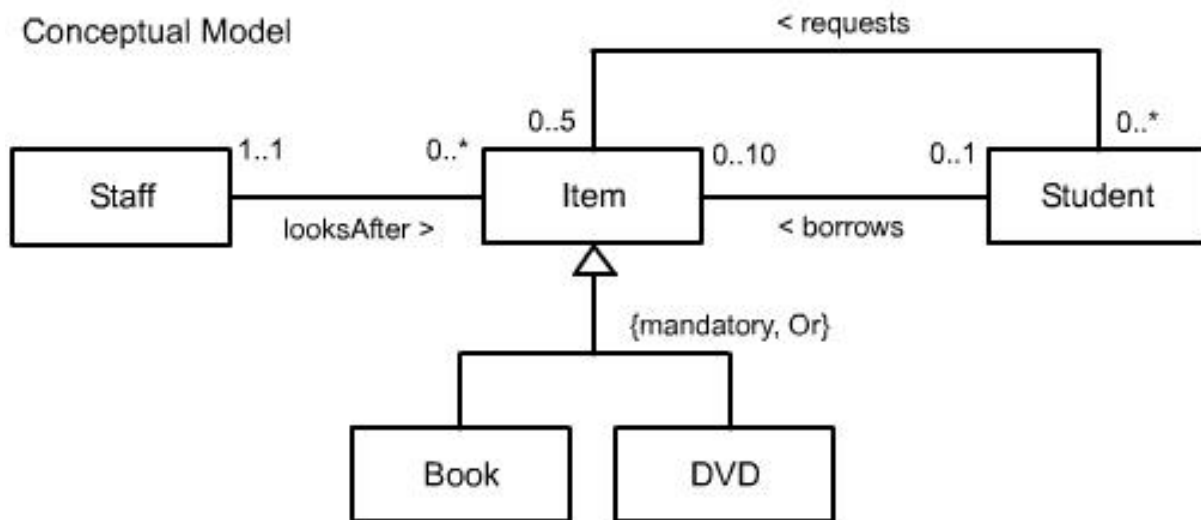 Conceptual Model
< requests
0..5
0..*
1..1
0..*
0..10
0..1
Staff
Item
Student
looksAfter >
< borrows
{mandatory, Or}
Book
DVD